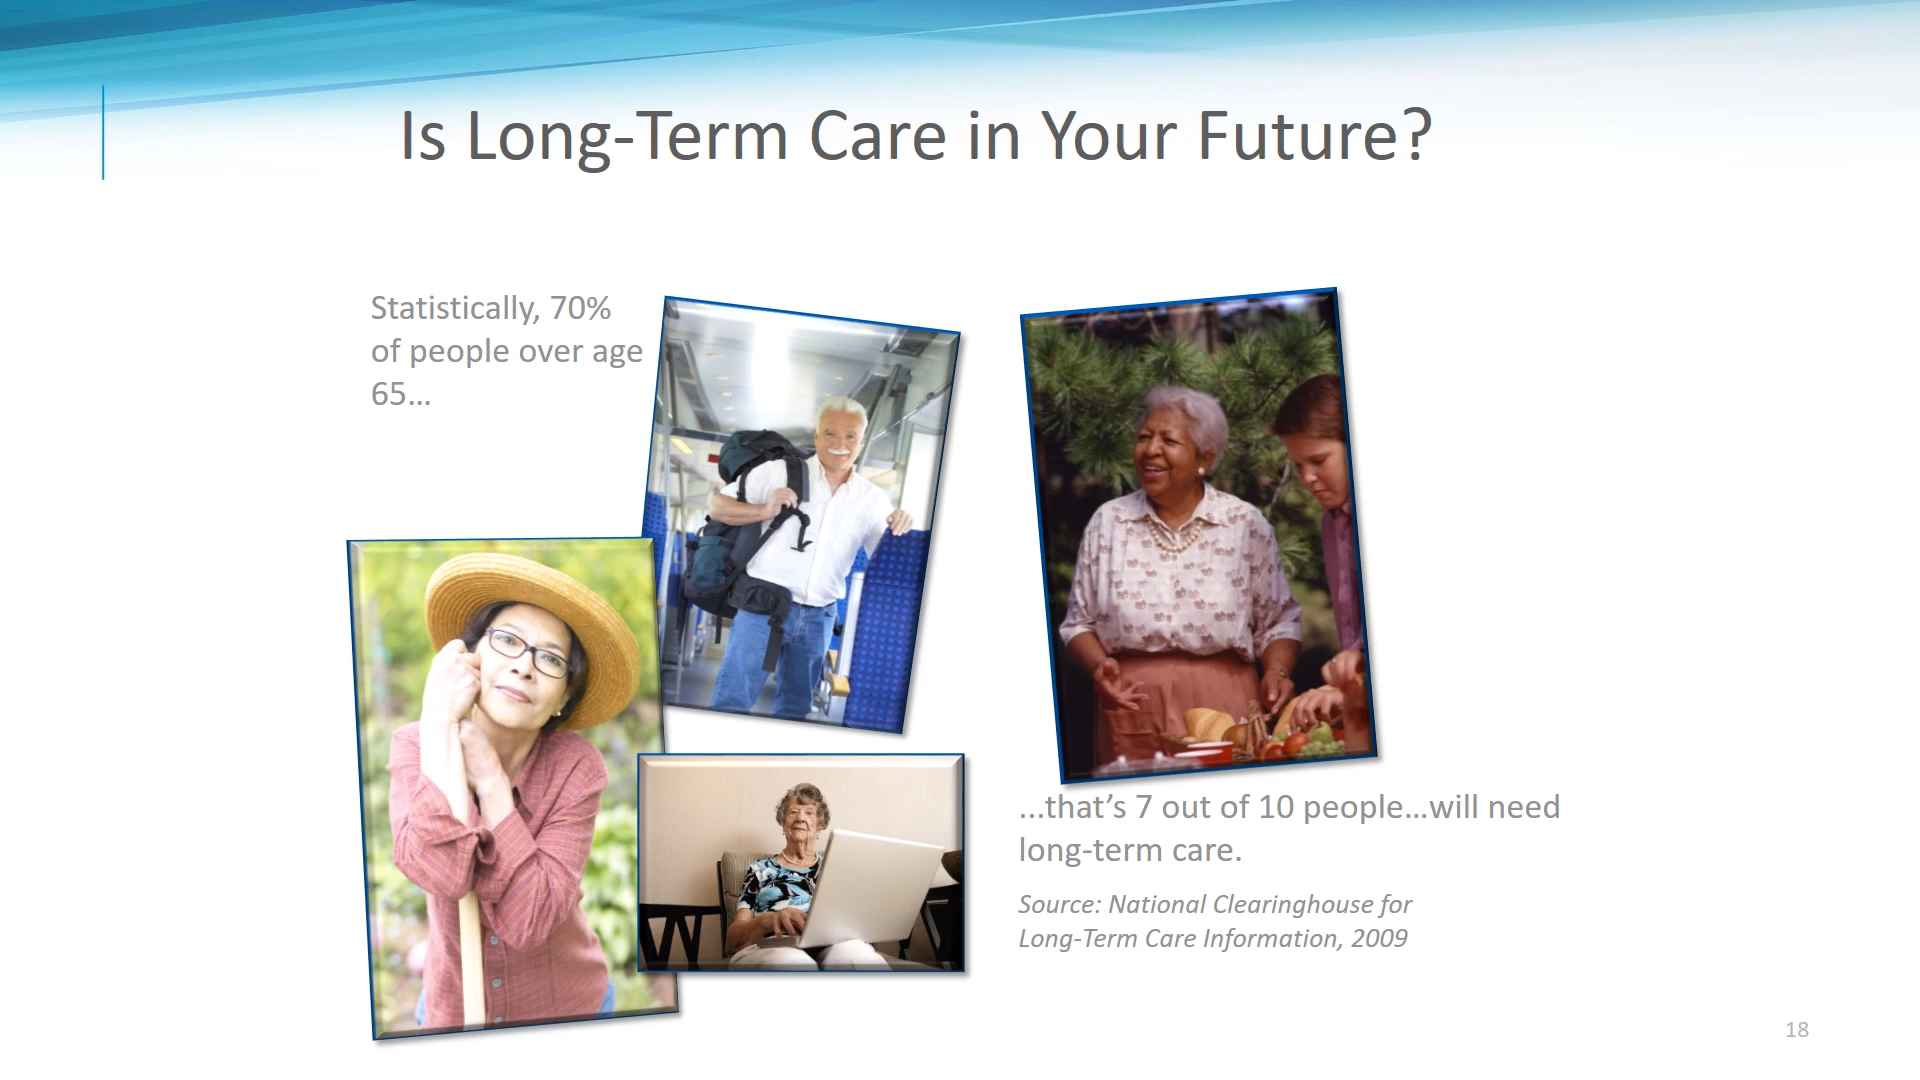 Is Long-Term Care in Your Future?
Statistically, 70%
of people over age
65...
...that’s 7 out of 10 people...will need
long-term care.
Source: National Clearinghouse for
Long-Term Care Information, 2009
18